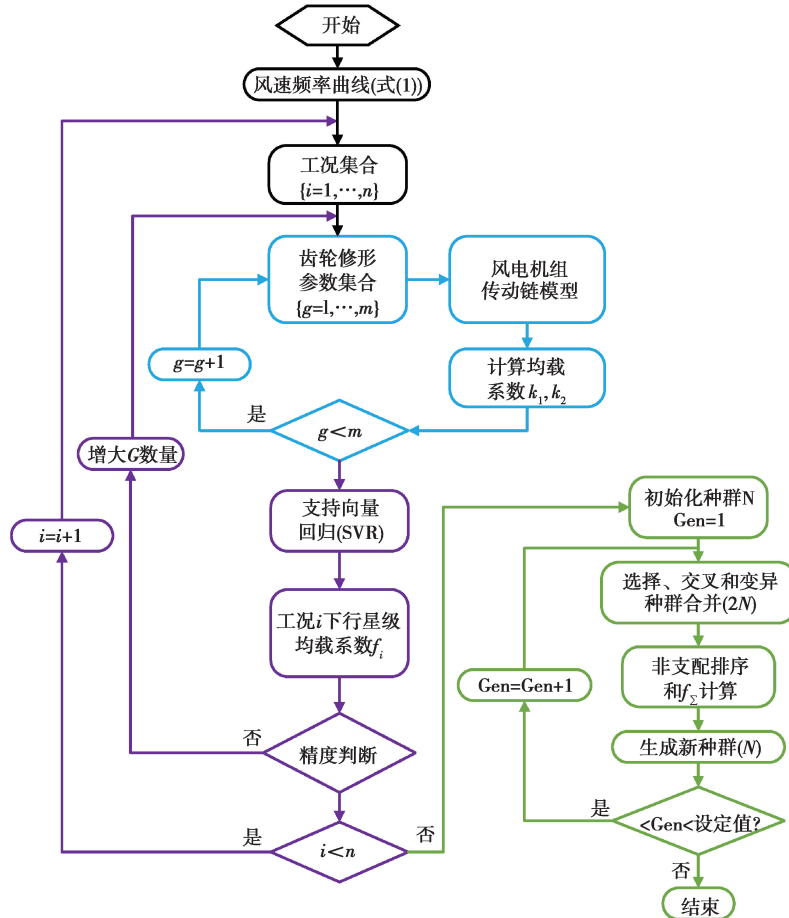 开始
风速频率曲线(式(1))
工况集合
{i=1,⋯,n}
齿轮修形
参数集合
{g=1,⋯,m}
风电机组
传动链模型
g=g+1
计算均载
系数k₁,k₂
是
g<m
增大G数量
支持向量
回归(SVR)
初始化种群N
Gen=1
i=i+1
选择、交叉和变异
种群合并(2N)
工况i下行星级
均载系数fᵢ
非支配排序
和f_Σ计算
Gen=Gen+1
否
精度判断
生成新种群(N)
是
i<n
否
是
<Gen<设定值?
否
结束